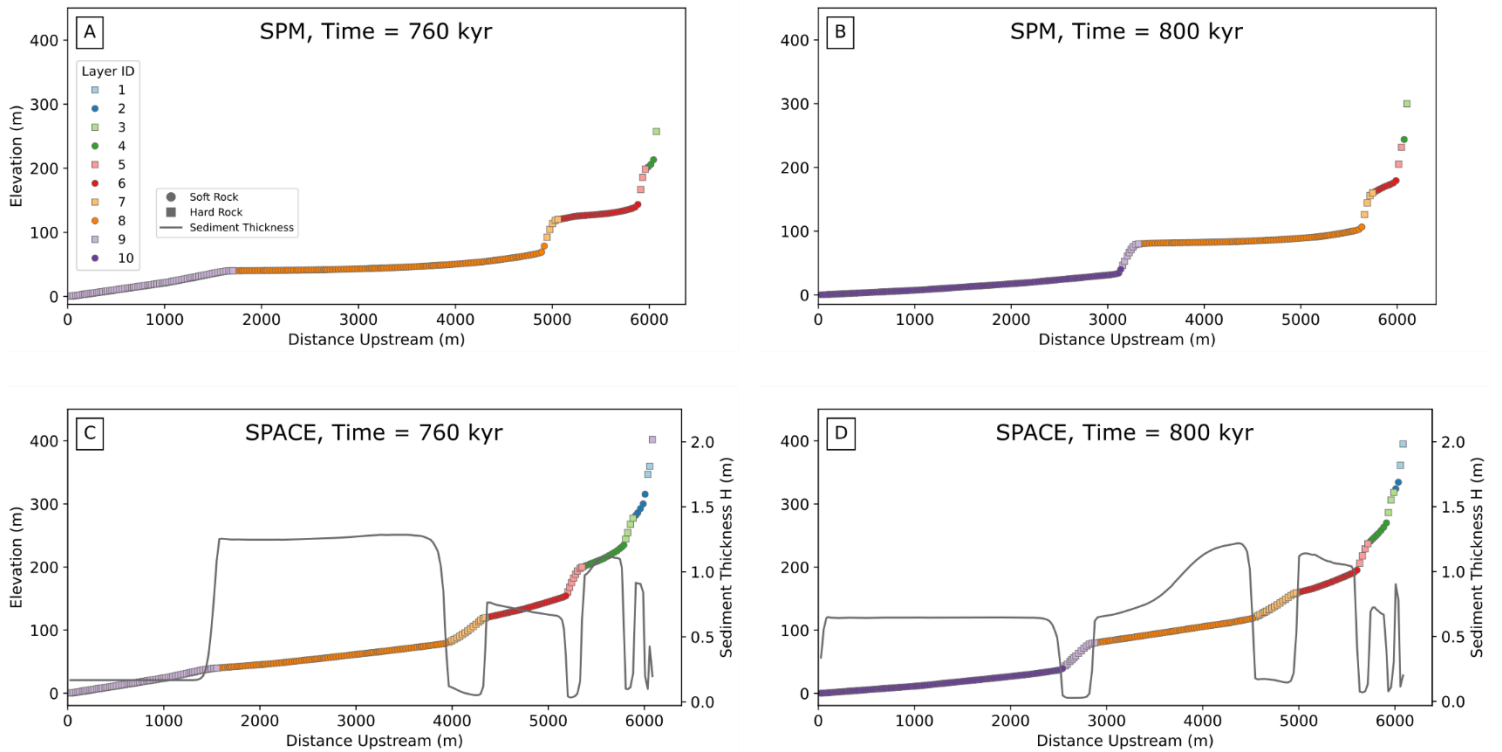 A
SPM, Time = 760 kyr
Elevation (m)
400
300
200
100
0
Layer ID
1
2
3
4
5
6
7
8
9
10
Soft Rock
Hard Rock
Sediment Thickness
0 1000 2000 3000 4000 5000 6000
Distance Upstream (m)
B
SPM, Time = 800 kyr
400
300
200
100
0
0 1000 2000 3000 4000 5000 6000
Distance Upstream (m)
C
SPACE, Time = 760 kyr
Elevation (m)
400
300
200
100
0
2.0
1.5
1.0
0.5
0.0
Sediment Thickness H (m)
0 1000 2000 3000 4000 5000 6000
Distance Upstream (m)
D
SPACE, Time = 800 kyr
400
300
200
100
0
2.0
1.5
1.0
0.5
0.0
Sediment Thickness H (m)
0 1000 2000 3000 4000 5000 6000
Distance Upstream (m)